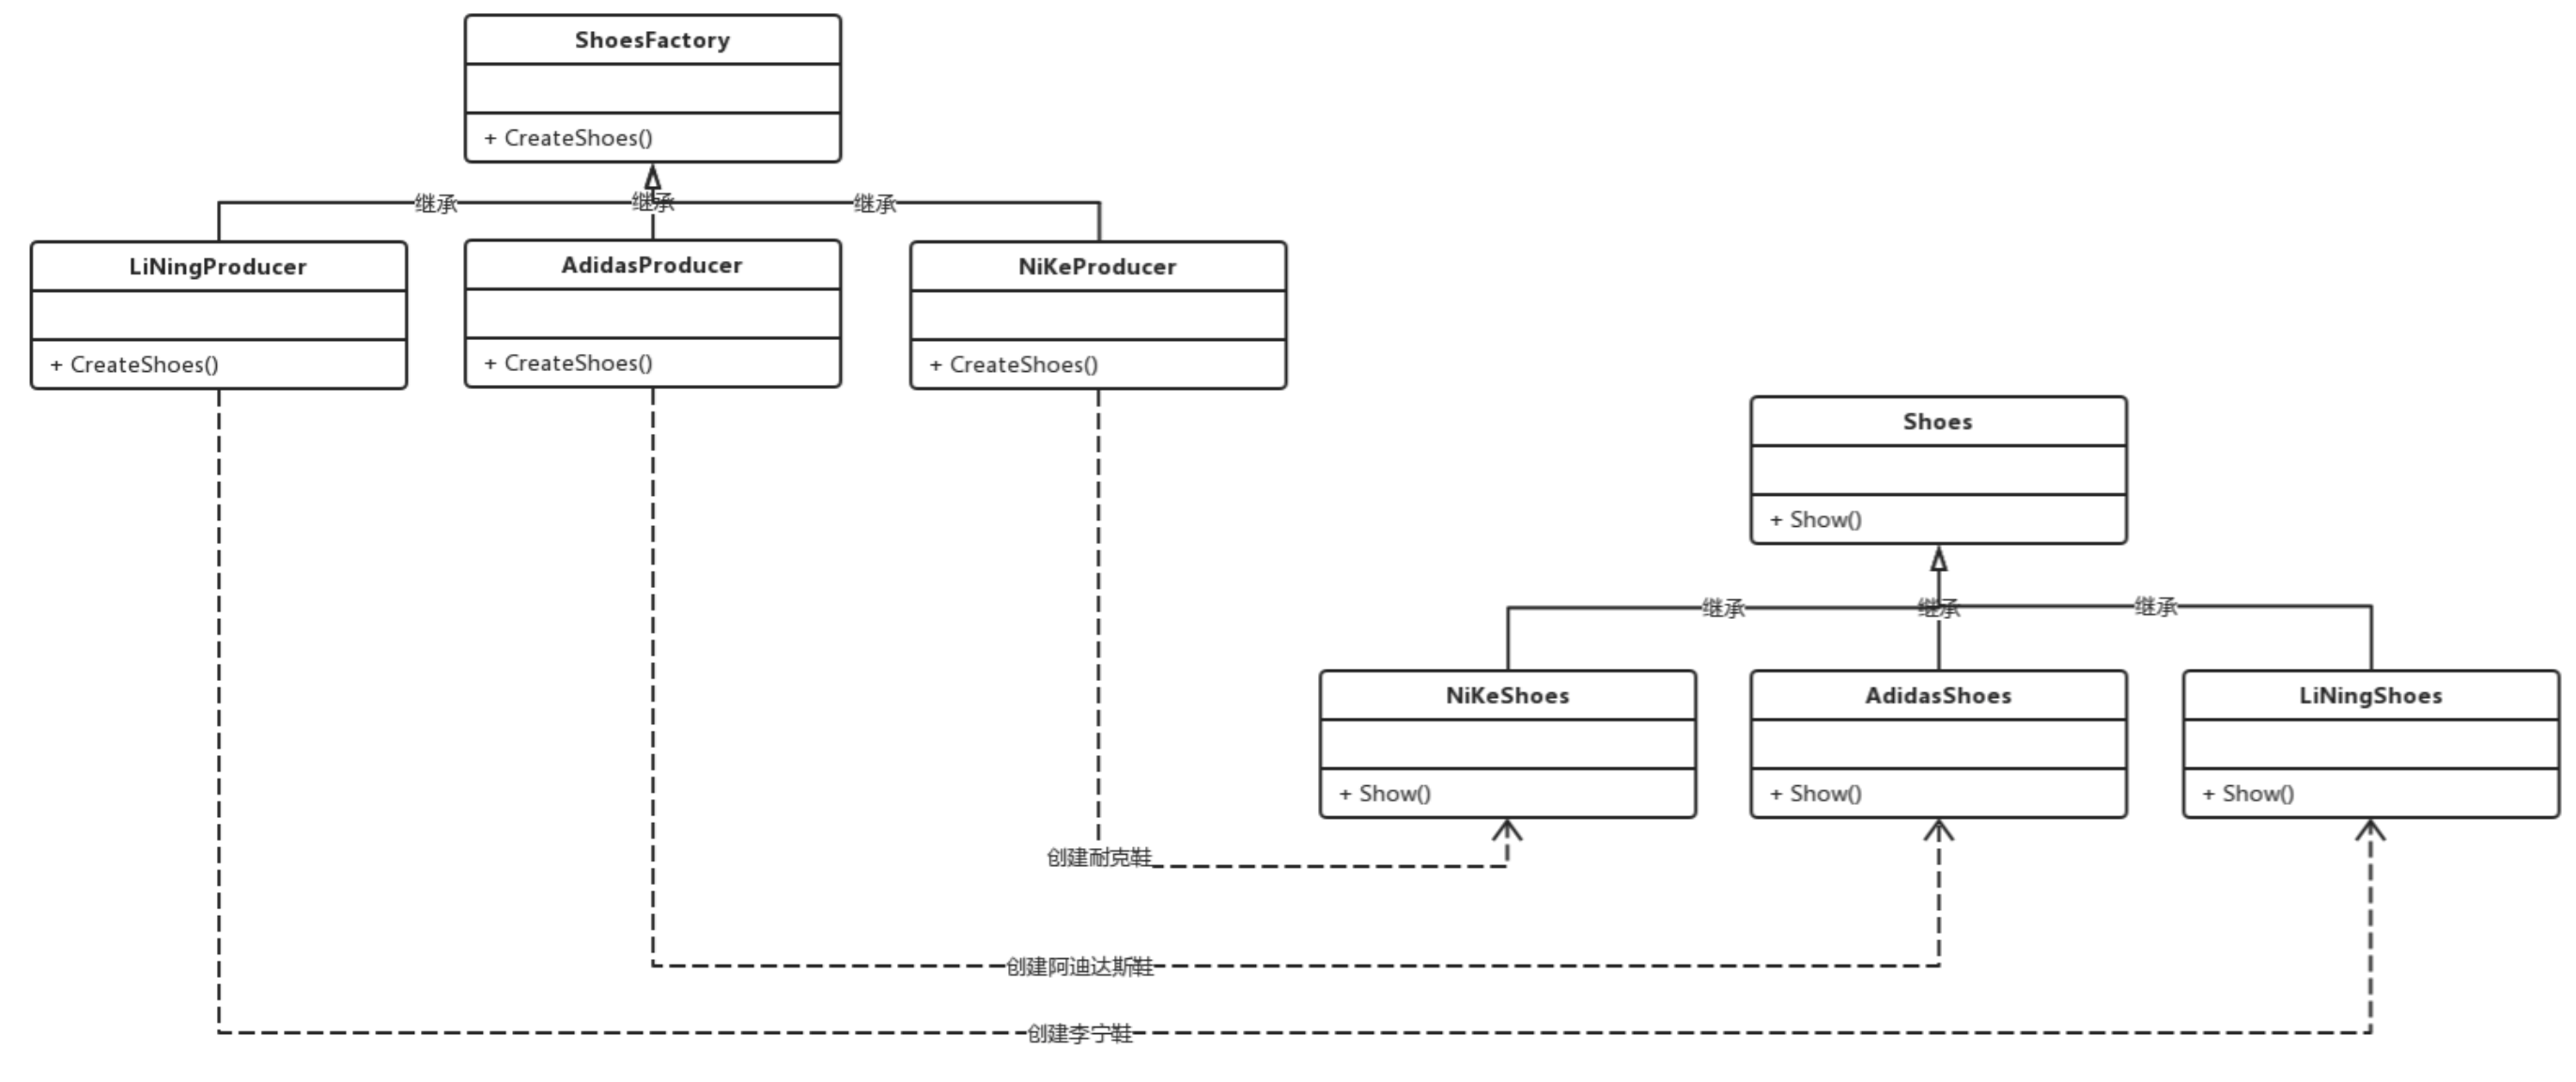 ShoesFactory
+ CreateShoes()
继承
继承
继承
LiNingProducer
+ CreateShoes()
AdidasProducer
+ CreateShoes()
NiKeProducer
+ CreateShoes()
Shoes
+ Show()
继承
继承
继承
NiKeShoes
+ Show()
AdidasShoes
+ Show()
LiNingShoes
+ Show()
创建耐克鞋
创建阿迪达斯鞋
创建李宁鞋